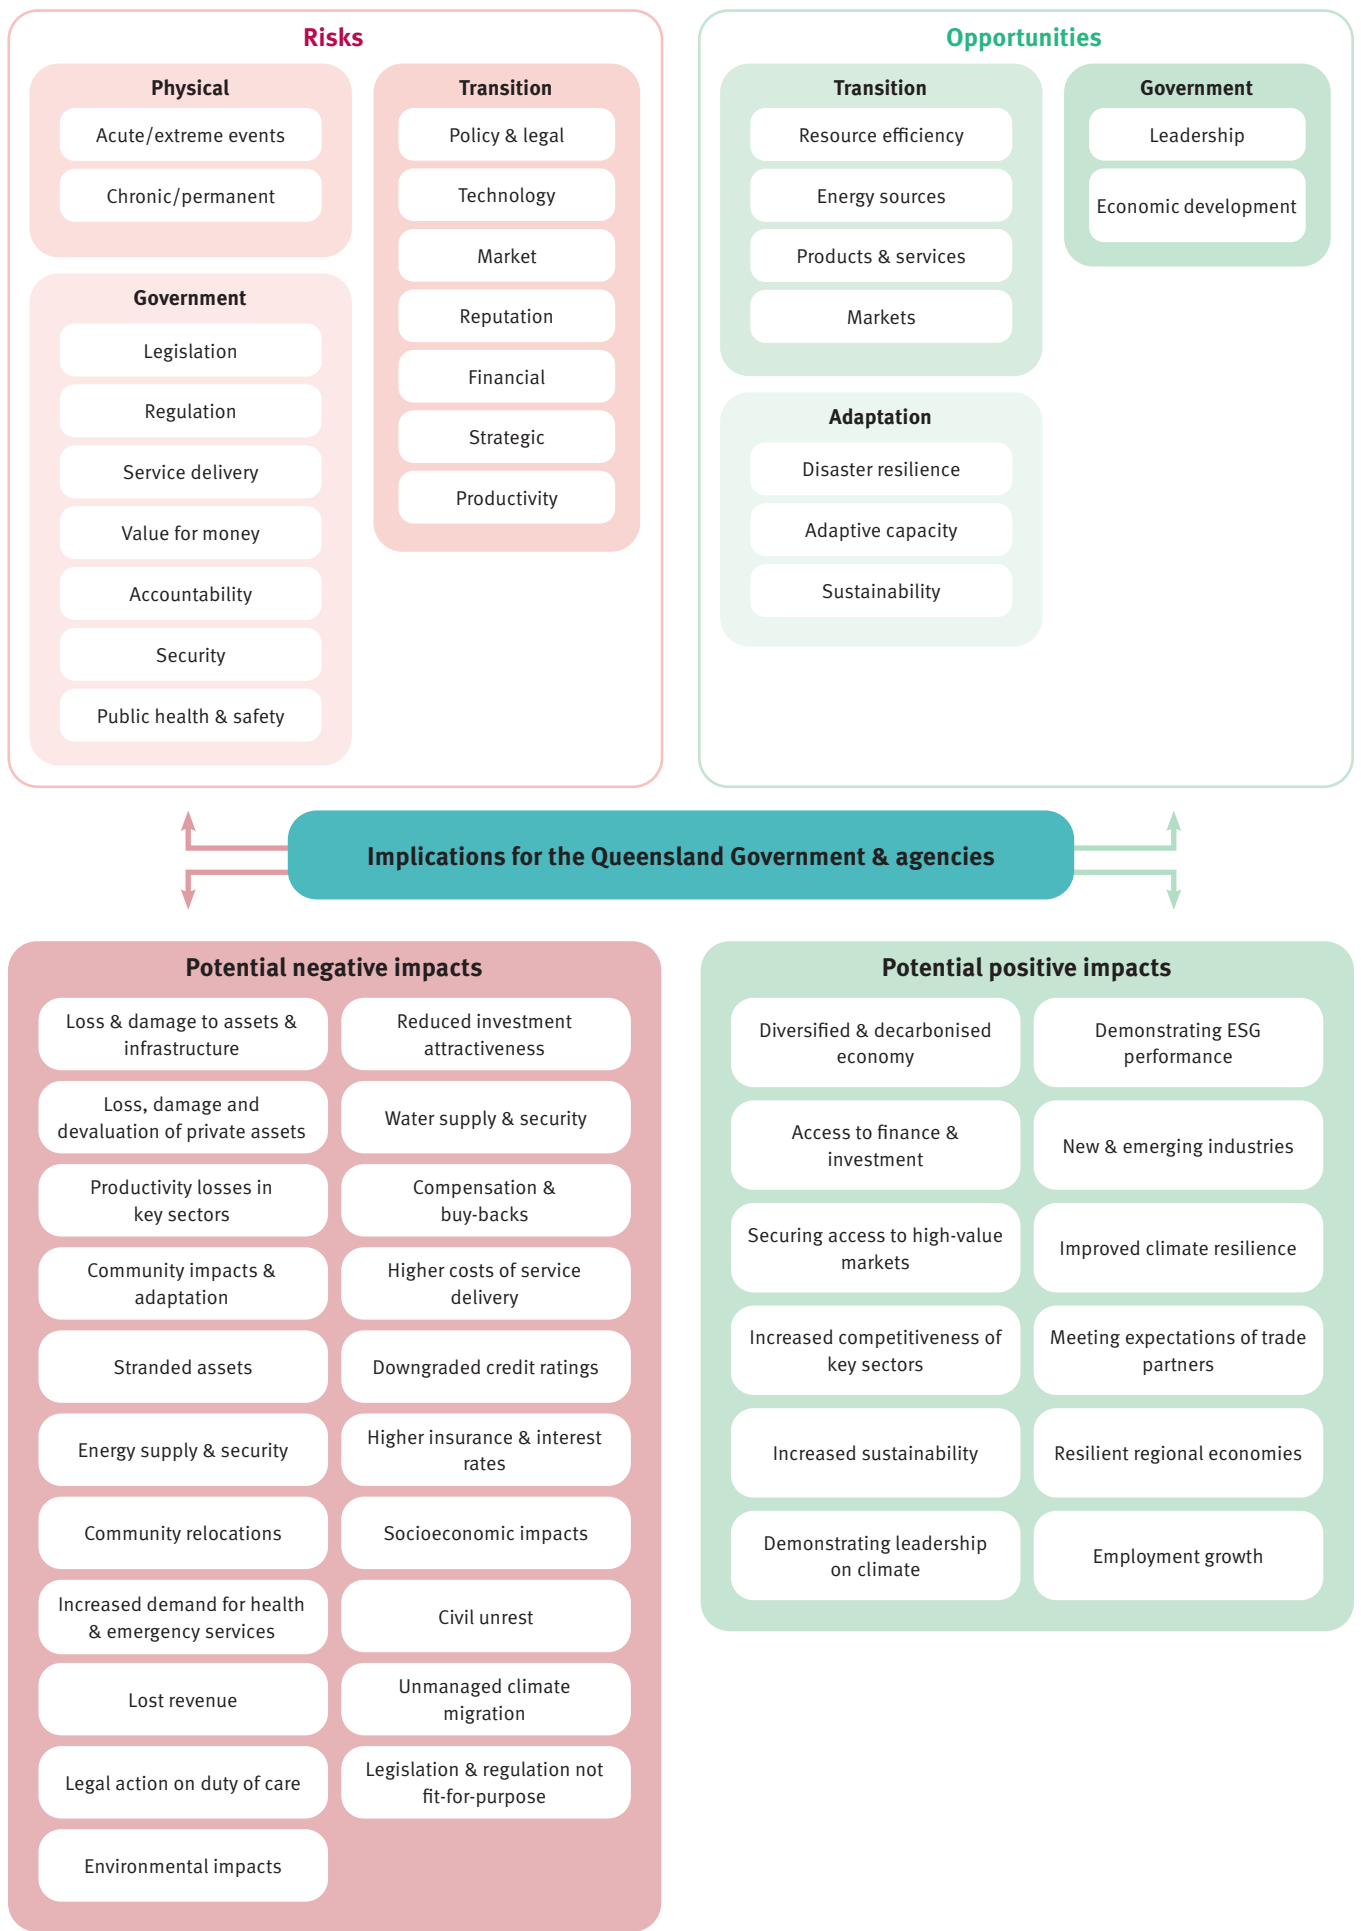 Risks
Physical
Acute/extreme events
Chronic/permanent
Government
Legislation
Regulation
Service delivery
Value for money
Accountability
Security
Public health & safety
Transition
Policy & legal
Technology
Market
Reputation
Financial
Strategic
Productivity
Opportunities
Transition
Resource efficiency
Energy sources
Products & services
Markets
Adaptation
Disaster resilience
Adaptive capacity
Sustainability
Government
Leadership
Economic development
Implications for the Queensland Government & agencies
Potential negative impacts
Loss & damage to assets &
infrastructure
Reduced investment
attractiveness
Loss, damage and
devaluation of private assets
Water supply & security
Productivity losses in
key sectors
Compensation &
buy-backs
Community impacts &
adaptation
Higher costs of service
delivery
Stranded assets
Downgraded credit ratings
Energy supply & security
Higher insurance & interest
rates
Community relocations
Socioeconomic impacts
Increased demand for health
& emergency services
Civil unrest
Lost revenue
Unmanaged climate
migration
Legal action on duty of care
Legislation & regulation not
fit-for-purpose
Environmental impacts
Potential positive impacts
Diversified & decarbonised
economy
Demonstrating ESG
performance
Access to finance &
investment
New & emerging industries
Securing access to high-value
markets
Improved climate resilience
Increased competitiveness of
key sectors
Meeting expectations of trade
partners
Increased sustainability
Resilient regional economies
Demonstrating leadership
on climate
Employment growth